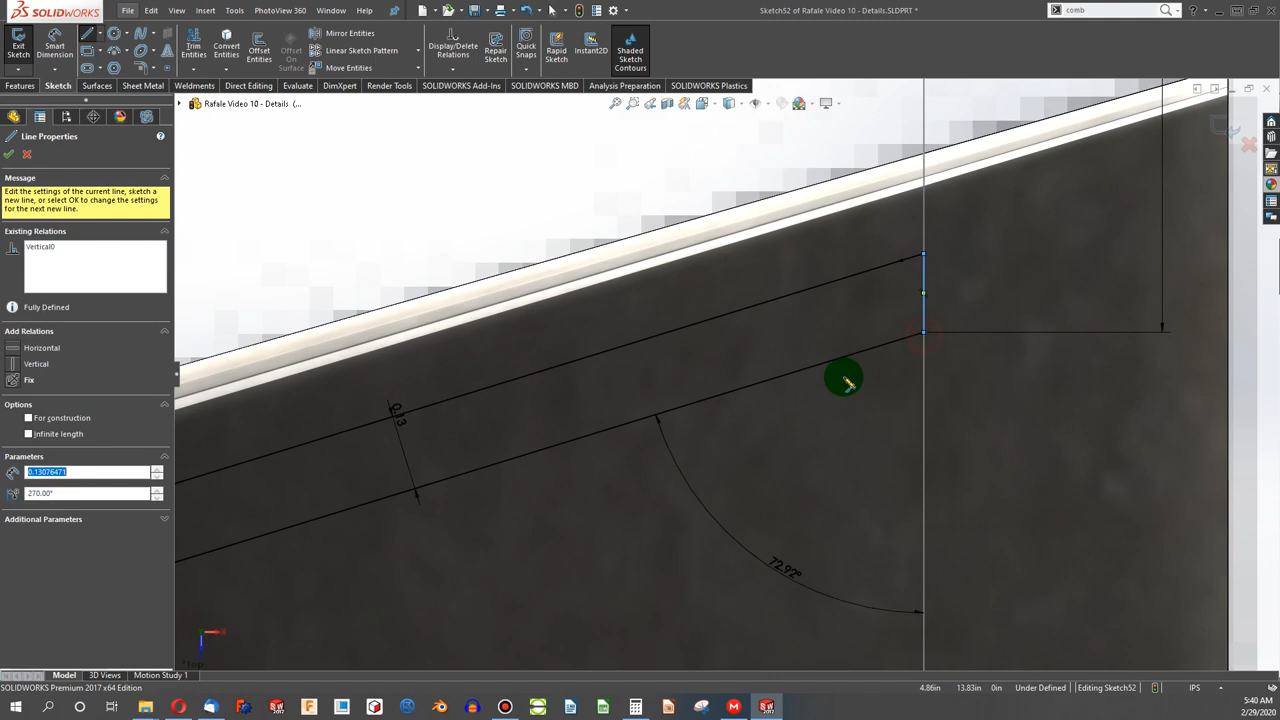 SOLIDWORKS File Edit View Insert Tools PhotoView 360 Window Help Sketch52 of Rafale Video 10 - Details.SLDPRT * comb
Exit Sketch
Smart Dimension
Trim Entities
Convert Entities
Offset Entities
Offset On Surface
Mirror Entities
Linear Sketch Pattern
Move Entities
Display/Delete Relations
Repair Sketch
Quick Snaps
Rapid Sketch
Instant2D
Shaded Sketch Contours
Features Sketch Surfaces Sheet Metal Weldments Direct Editing Evaluate DimXpert Render Tools SOLIDWORKS Add-Ins SOLIDWORKS MBD Analysis Preparation SOLIDWORKS Plastics
Rafale Video 10 - Details (...
Line Properties
Message
Edit the settings of the current line, sketch a
new line, or select OK to change the settings
for the next new line.
Existing Relations
Vertical0
Fully Defined
Add Relations
Horizontal
Vertical
Fix
Options
For construction
Infinite length
Parameters
0.13076471
270.00°
Additional Parameters
0.13
72.92°
*Top
Model 3D Views Motion Study 1
SOLIDWORKS Premium 2017 x64 Edition 4.86in 13.83in 0in Under Defined Editing Sketch52 IPS
5:40 AM
2/29/2020